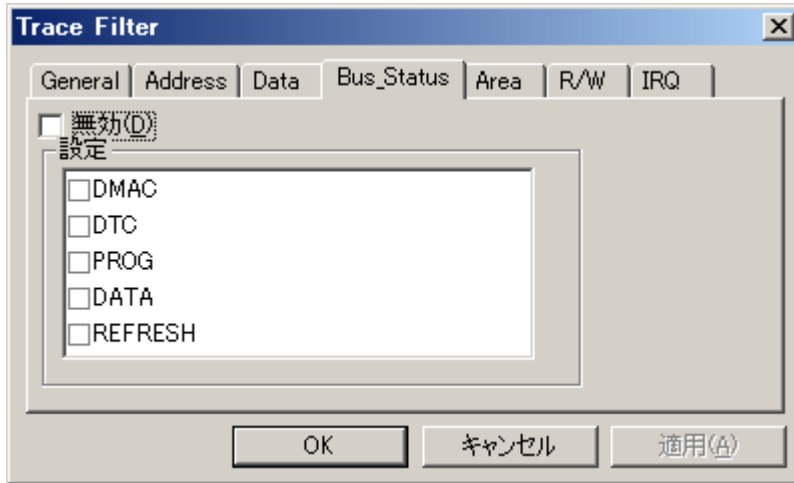 Trace Filter
General Address Data Bus_Status Area R/W IRQ
無効(D)
設定
DMAC
DTC
PROG
DATA
REFRESH
OK キャンセル 適用(A)